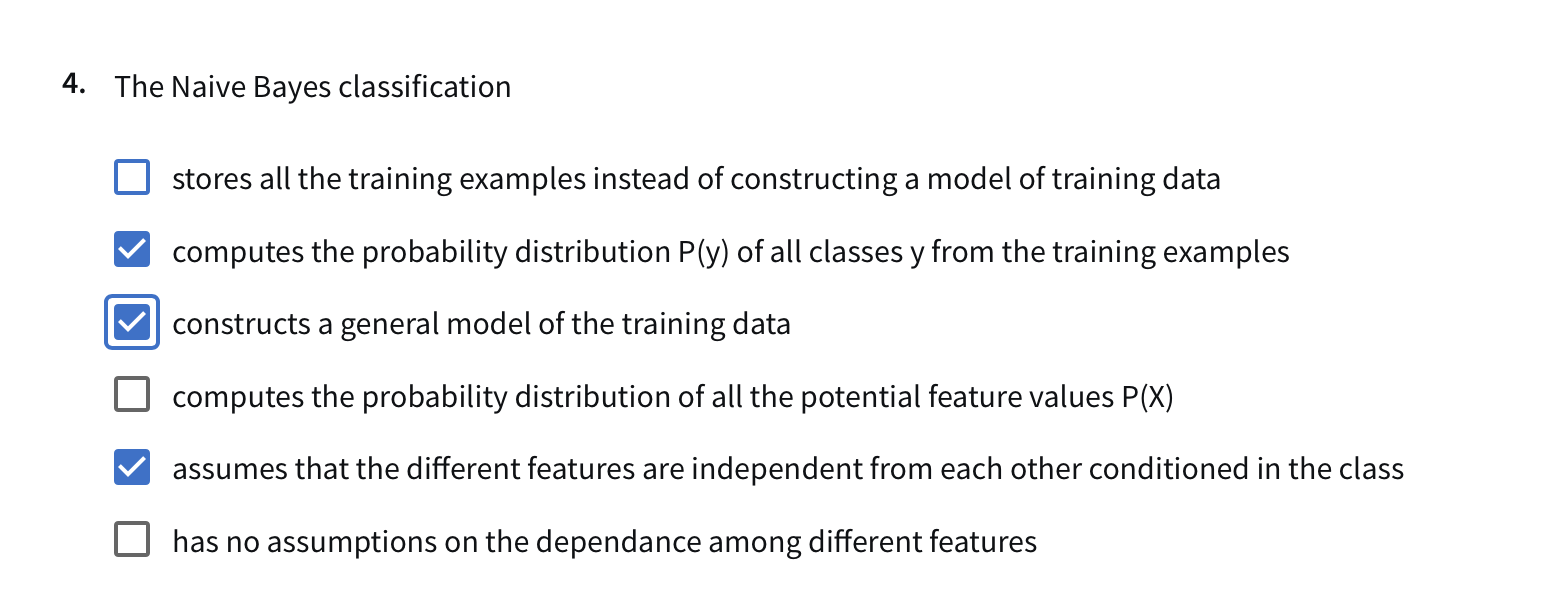 4. The Naive Bayes classification
stores all the training examples instead of constructing a model of training data
computes the probability distribution P(y) of all classes y from the training examples
constructs a general model of the training data
computes the probability distribution of all the potential feature values P(X)
assumes that the different features are independent from each other conditioned in the class
has no assumptions on the dependance among different features